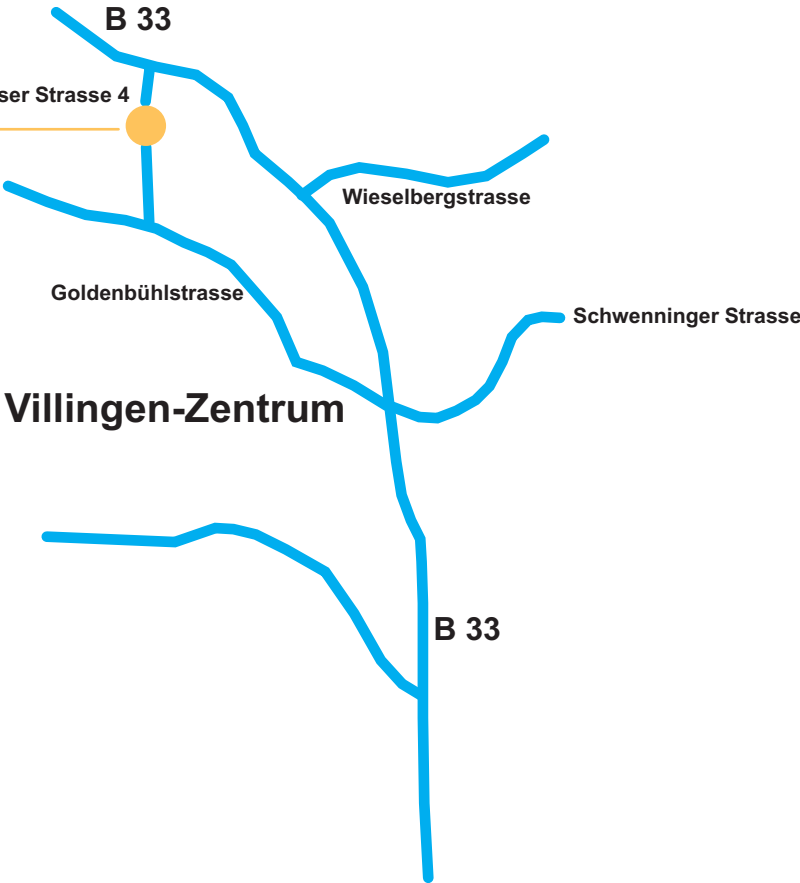 B 33
ser Strasse 4
Wieselbergstrasse
Goldenbühlstrasse
Schwenninger Strasse
Villingen-Zentrum
B 33